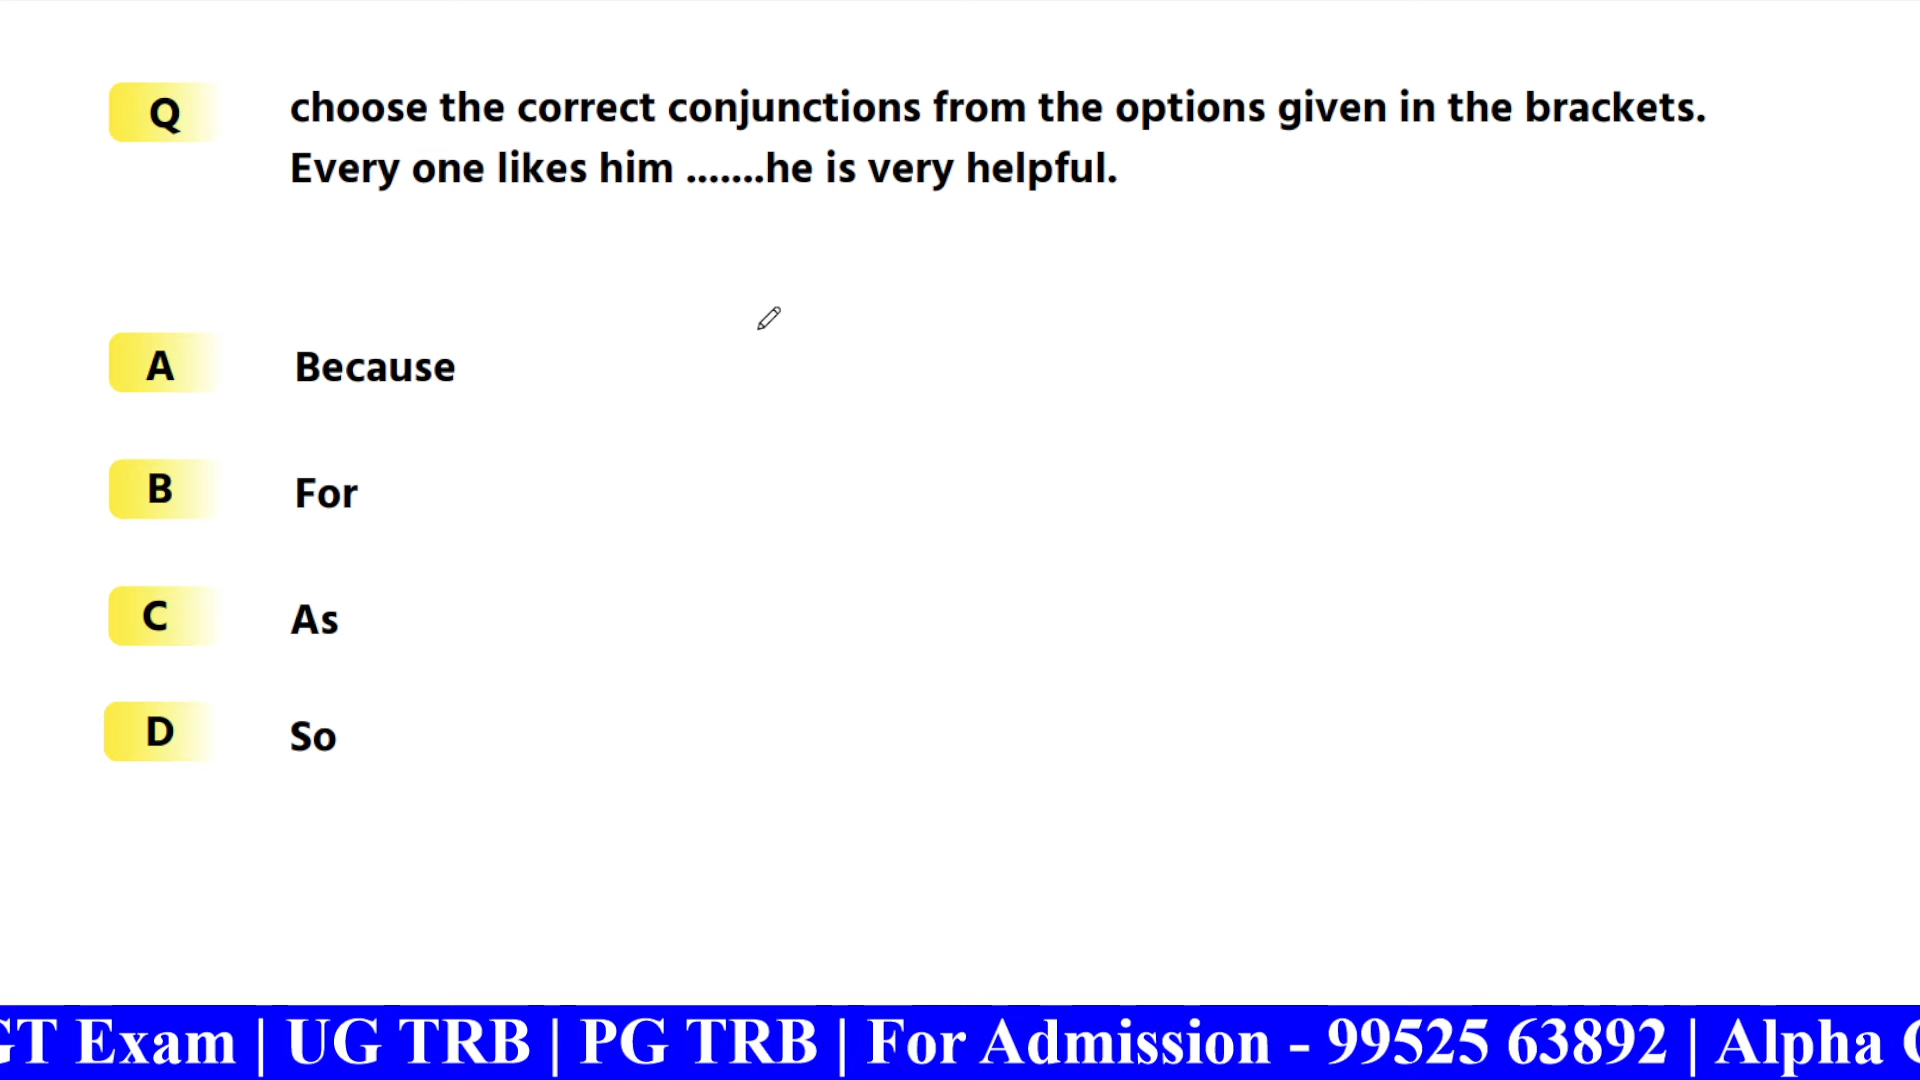 Q choose the correct conjunctions from the options given in the brackets.
Every one likes him .......he is very helpful.
A Because
B For
C As
D So
GT Exam | UG TRB | PG TRB | For Admission - 99525 63892 | Alpha